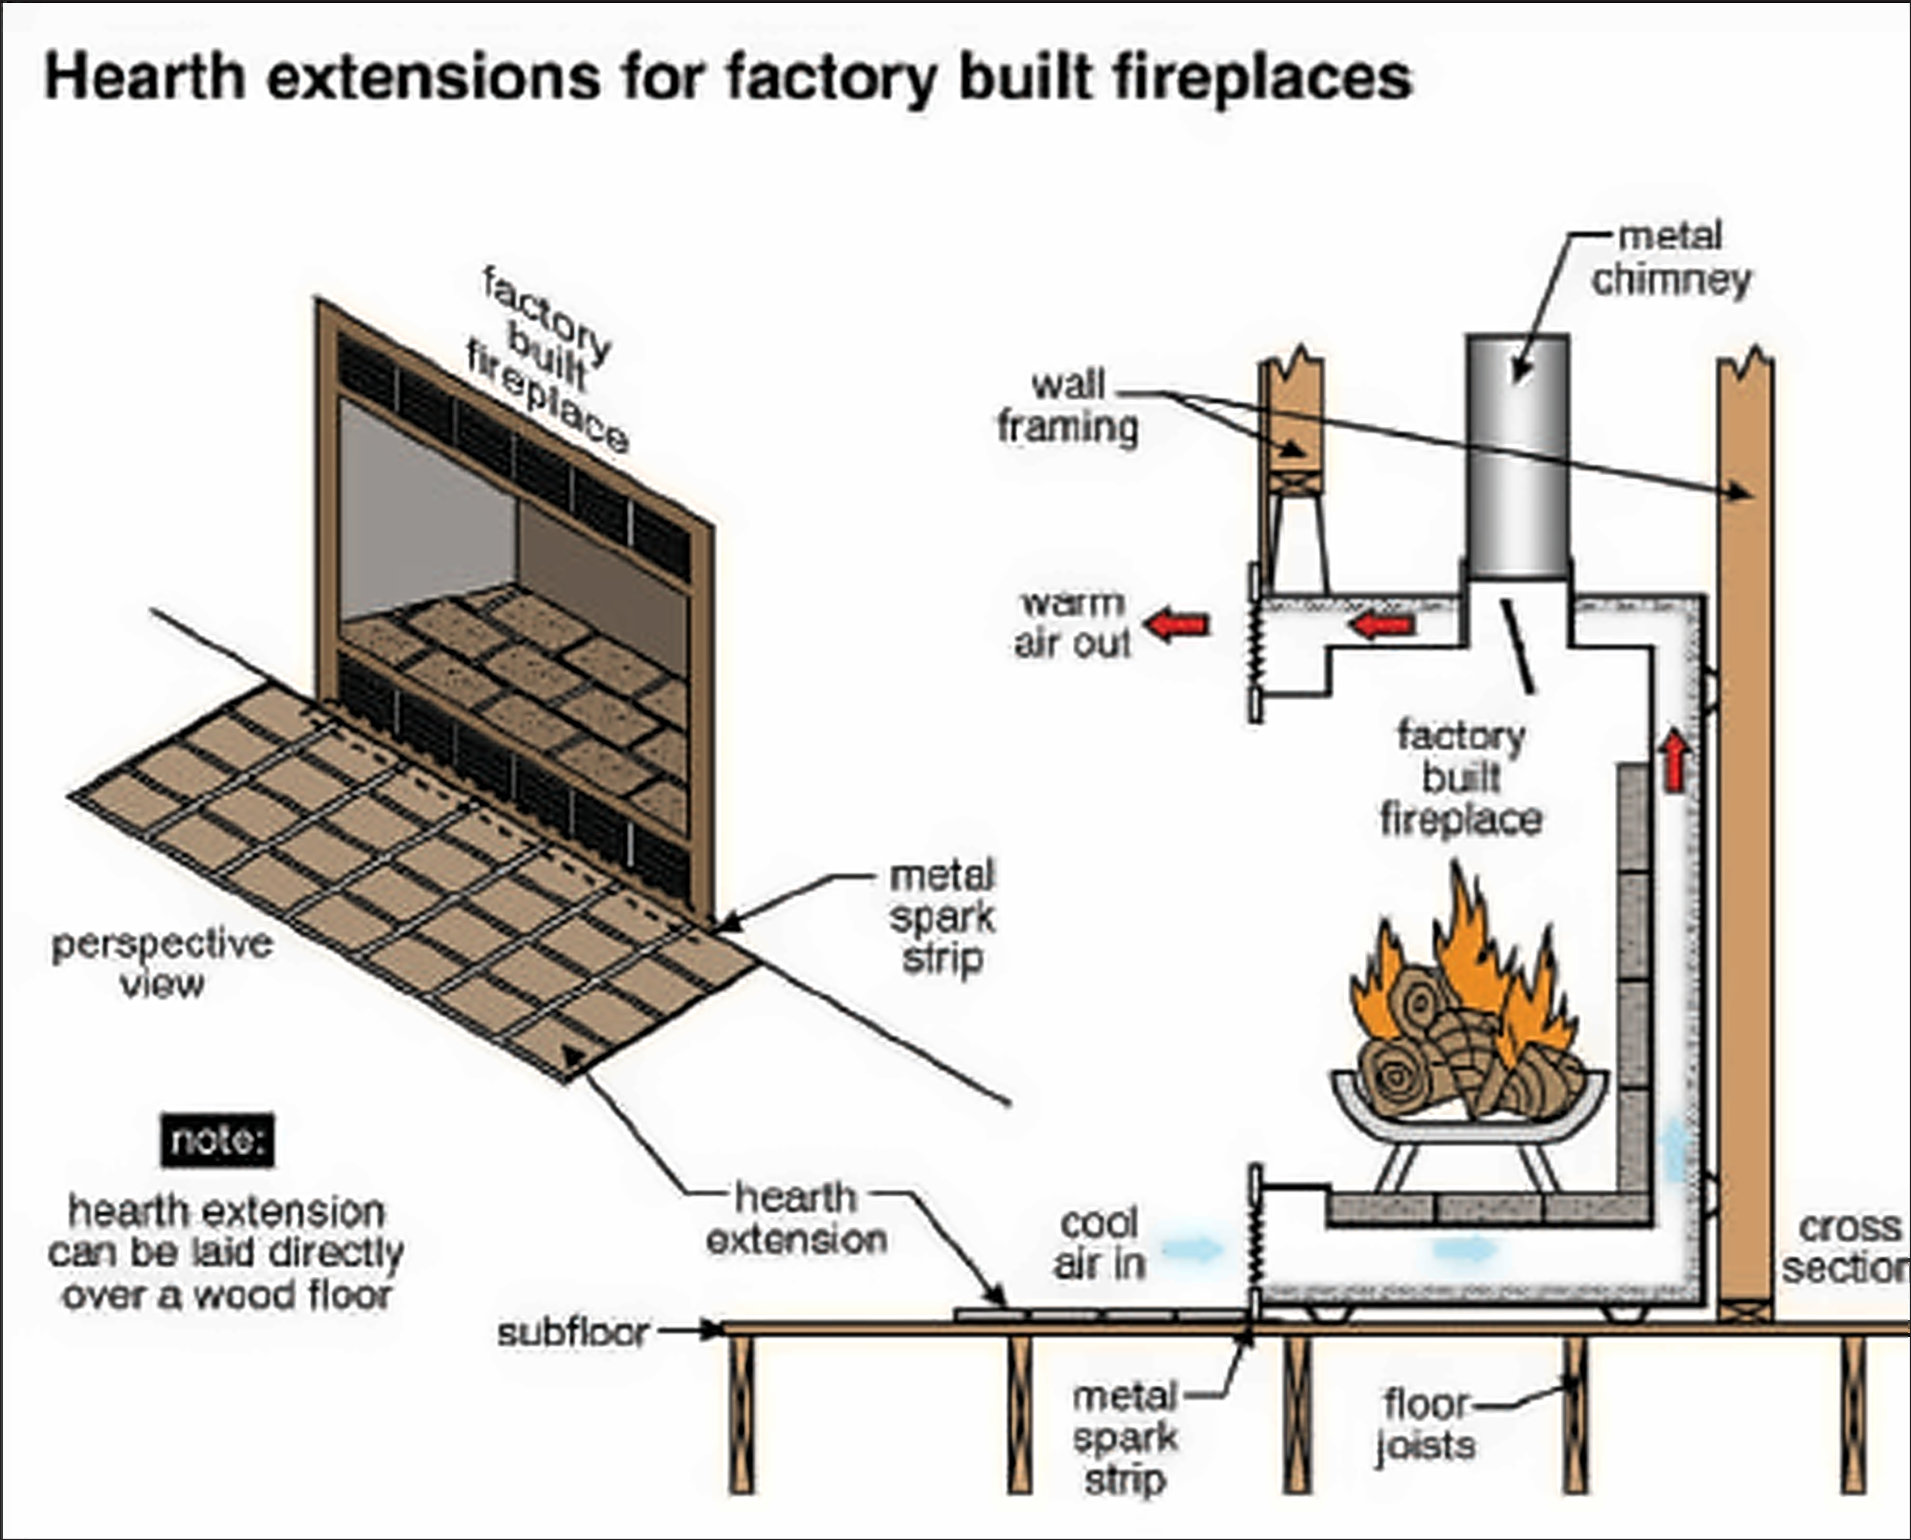 Hearth extensions for factory built fireplaces
factory
built
fireplace
metal
chimney
wall
framing
warm
air out
factory
built
fireplace
metal
spark
strip
perspective
view
note:
hearth extension
can be laid directly
over a wood floor
hearth
extension
cool
air in
cross
section
subfloor
metal
spark
strip
floor
joists